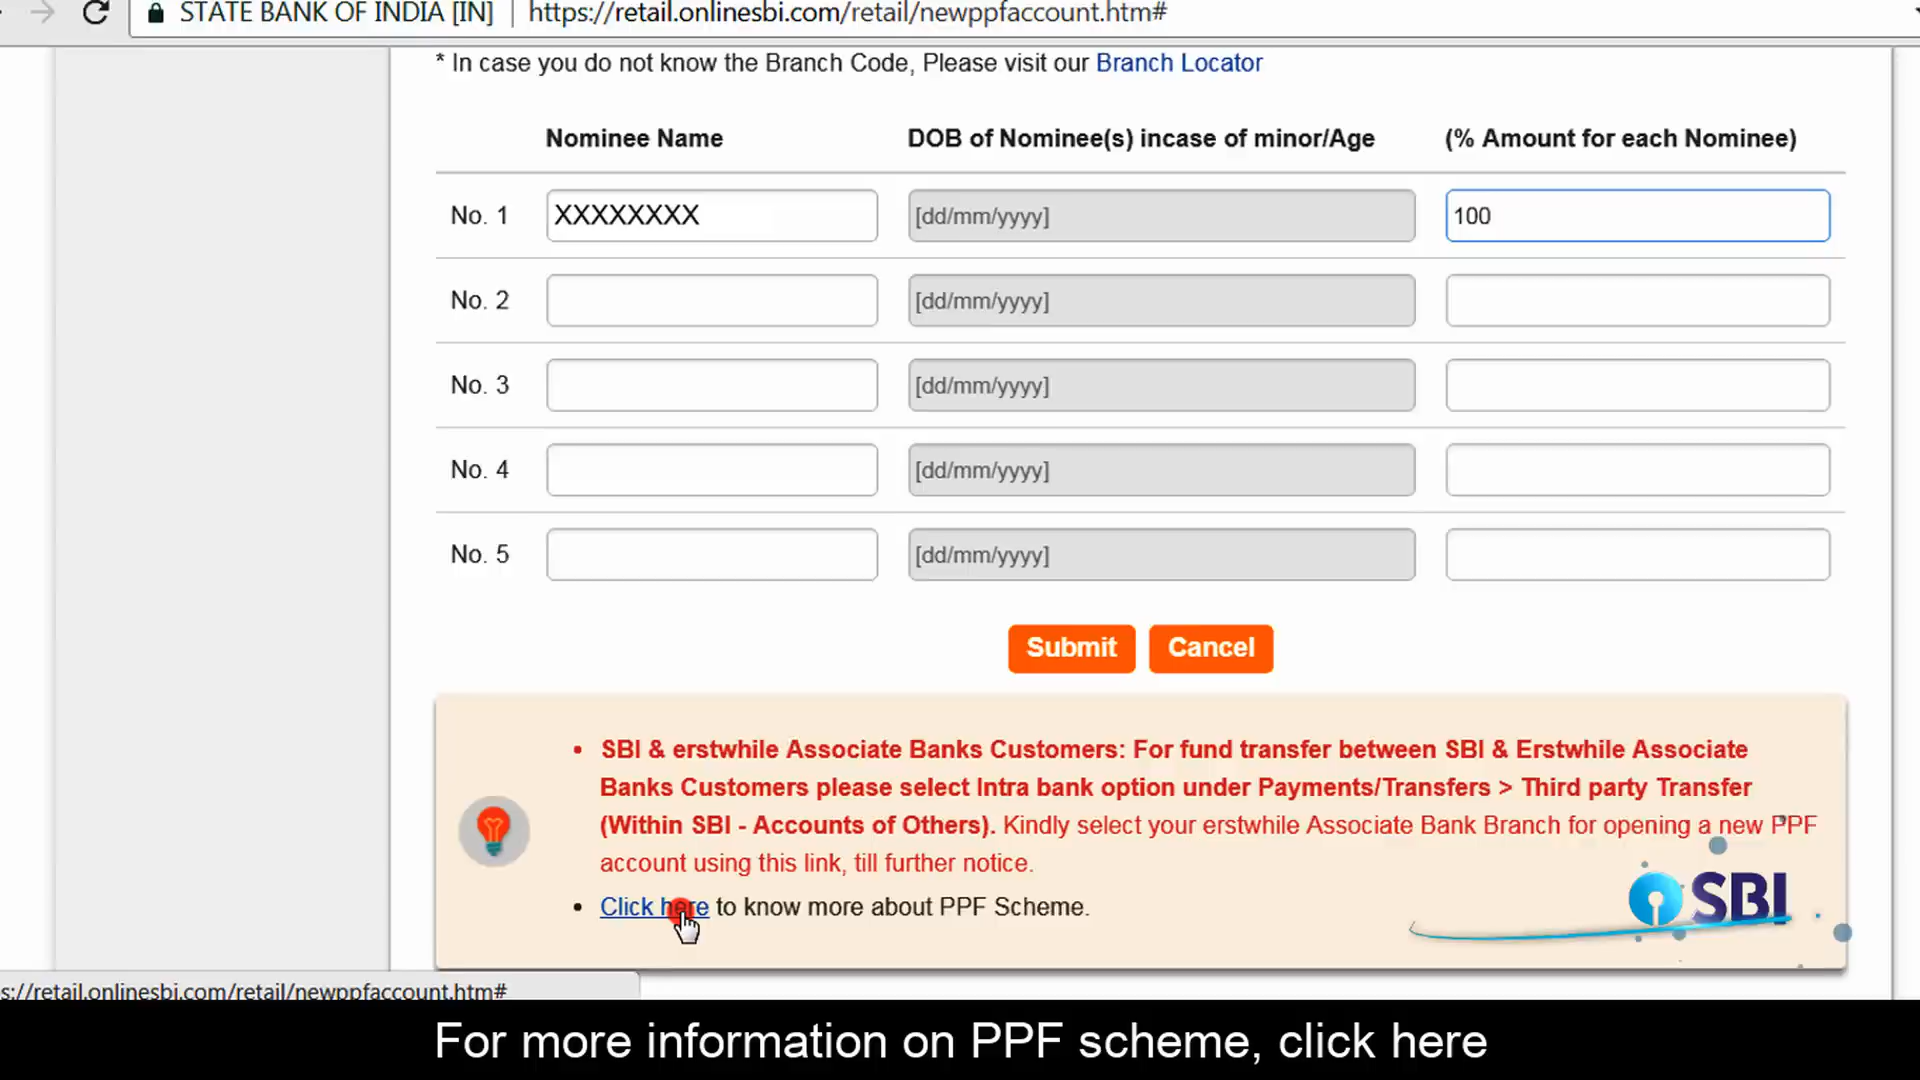 STATE BANK OF INDIA [IN] | https://retail.onlinesbi.com/retail/newppfaccount.htm#
* In case you do not know the Branch Code, Please visit our Branch Locator
Nominee Name DOB of Nominee(s) incase of minor/Age (% Amount for each Nominee)
No. 1 XXXXXXXX [dd/mm/yyyy] 100
No. 2 [dd/mm/yyyy]
No. 3 [dd/mm/yyyy]
No. 4 [dd/mm/yyyy]
No. 5 [dd/mm/yyyy]
Submit Cancel
• SBI & erstwhile Associate Banks Customers: For fund transfer between SBI & Erstwhile Associate
Banks Customers please select Intra bank option under Payments/Transfers > Third party Transfer
(Within SBI - Accounts of Others). Kindly select your erstwhile Associate Bank Branch for opening a new PPF
account using this link, till further notice.
• Click here to know more about PPF Scheme.
SBI
s://retail.onlinesbi.com/retail/newppfaccount.htm#
For more information on PPF scheme, click here